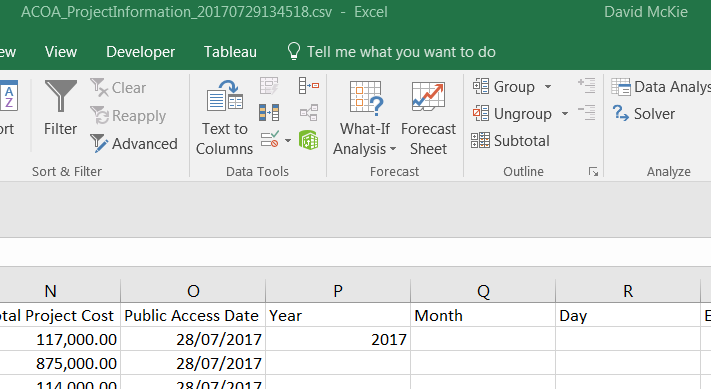 ACOA_ProjectInformation_20170729134518.csv - Excel David McKie
ew View Developer Tableau Tell me what you want to do
A
Z
ort Filter Clear Reapply Advanced
Text to Columns
What-If Analysis Forecast Sheet
Group Ungroup Subtotal
Data Analys Solver
Sort & Filter Data Tools Forecast Outline Analyze
N O P Q R
otal Project Cost Public Access Date Year Month Day E
117,000.00 28/07/2017 2017
875,000.00 28/07/2017
114,000.00 28/07/2017